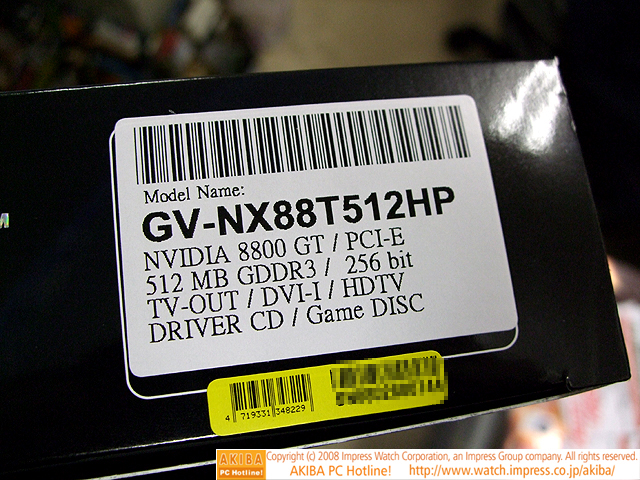 Model Name:
GV-NX88T512HP
NVIDIA 8800 GT / PCI-E
512 MB GDDR3 / 256 bit
TV-OUT / DVI-I / HDTV
DRIVER CD / Game DISC
4 719331 348229
AKIBA PC Hotline!
Copyright (c) 2008 Impress Watch Corporation, an Impress Group company. All rights reserved.
AKIBA PC Hotline! http://www.watch.impress.co.jp/akiba/